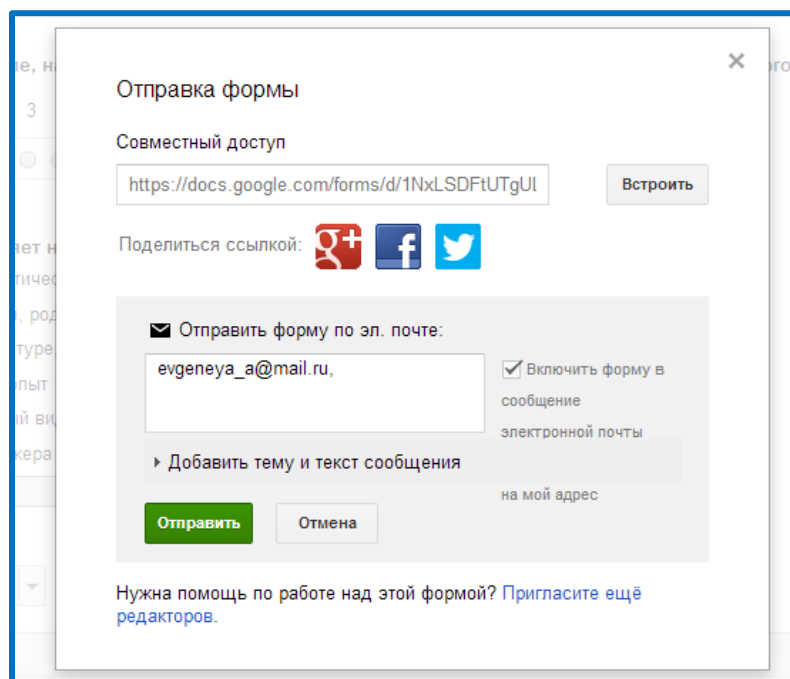 Отправка формы
Совместный доступ
https://docs.google.com/forms/d/1NxLSDFtUTgUL
Встроить
Поделиться ссылкой:
Отправить форму по эл. почте:
evgeneya_a@mail.ru,
Включить форму в
сообщение
электронной почты
Добавить тему и текст сообщения
на мой адрес
Отправить
Отмена
Нужна помощь по работе над этой формой? Пригласите ещё
редакторов.
3